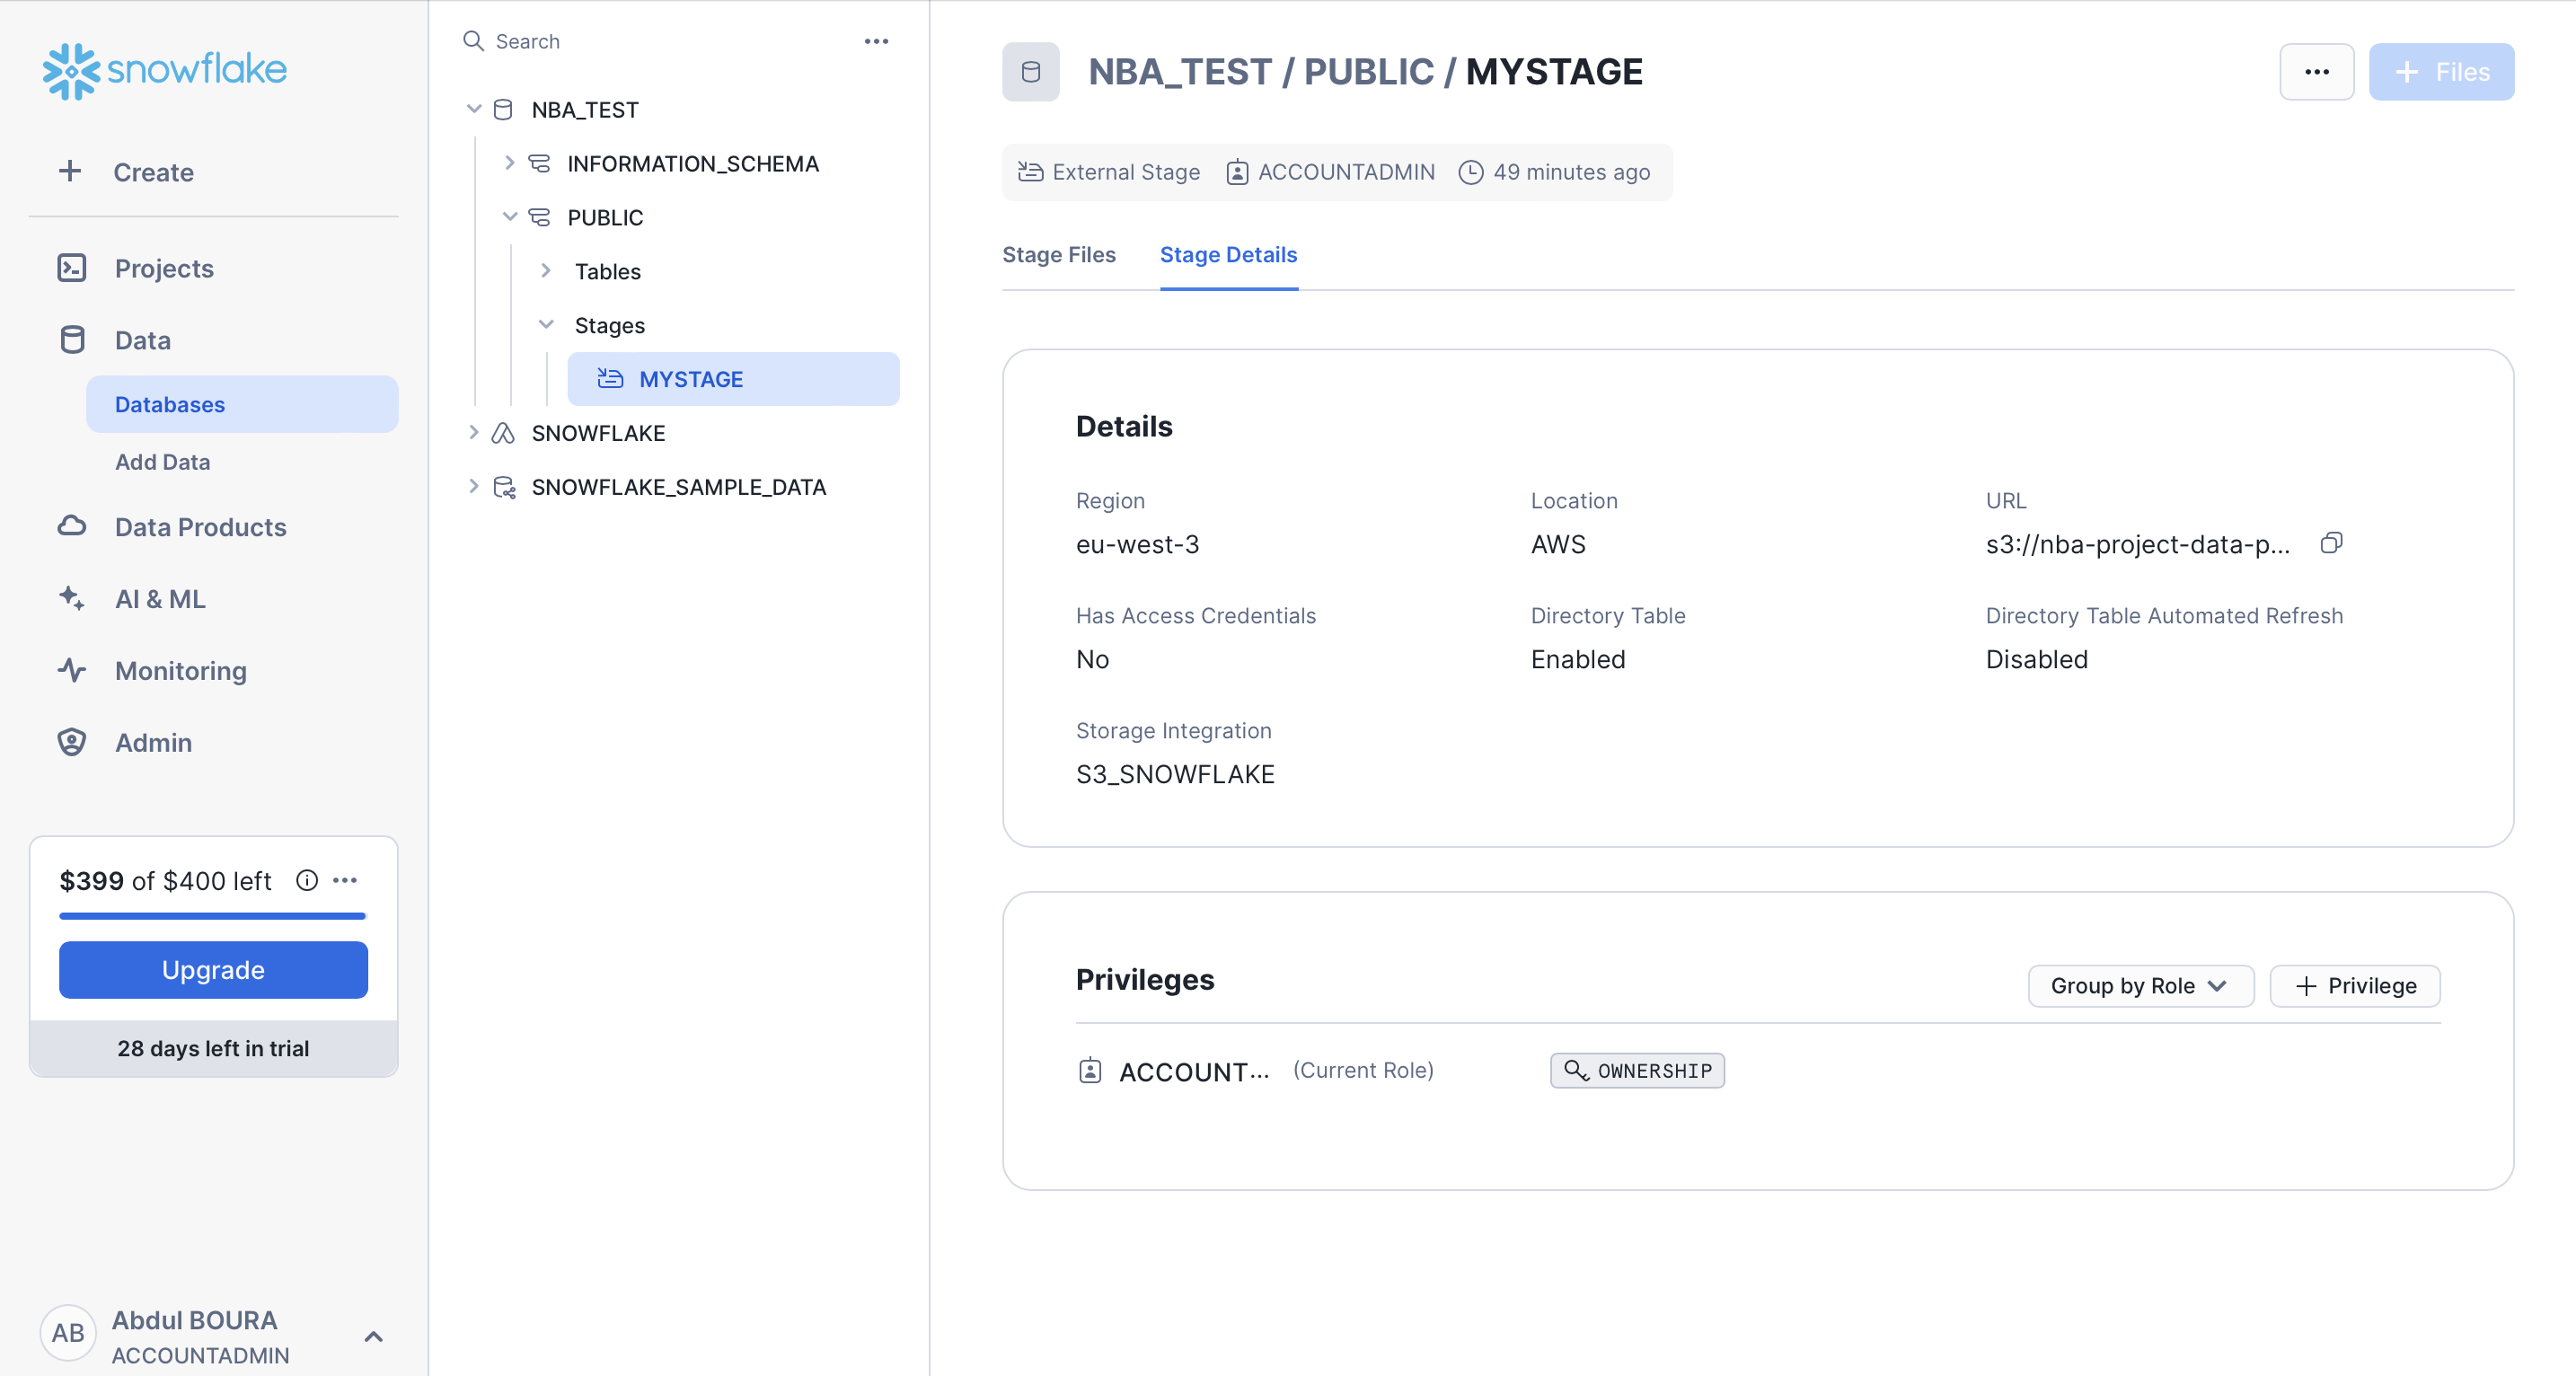 snowflake
Create
Projects
Data
Databases
Add Data
Data Products
AI & ML
Monitoring
Admin
$399 of $400 left
Upgrade
28 days left in trial
AB
Abdul BOURA
ACCOUNTADMIN
Search
NBA_TEST
INFORMATION_SCHEMA
PUBLIC
Tables
Stages
MYSTAGE
SNOWFLAKE
SNOWFLAKE_SAMPLE_DATA
NBA_TEST / PUBLIC / MYSTAGE
... + Files
External Stage ACCOUNTADMIN 49 minutes ago
Stage Files Stage Details
Details
Region Location URL
eu-west-3 AWS s3://nba-project-data-p...
Has Access Credentials Directory Table Directory Table Automated Refresh
No Enabled Disabled
Storage Integration
S3_SNOWFLAKE
Privileges Group by Role + Privilege
ACCOUNT... (Current Role) OWNERSHIP